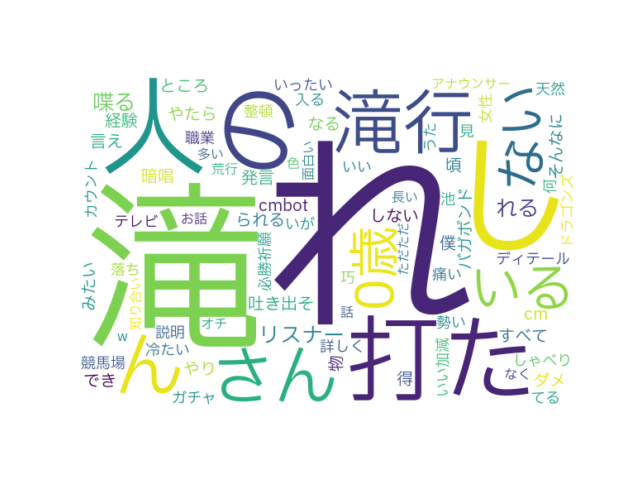 ところ
いったい
アナウンサー
天然
喋る
やたら
整頓
入る
女性
経験
なる
滝行
うた
見
ない
何
そんなに
言え
職業
多い
色
面白い
人
の
れ
し
カウント
荒行
いい
頃
暗唱
発言
滝
cmbot
0歳
長い
池
バガボンド
れる
ドラゴンズ
テレビ
お話
られる
いが
しない
僕
ただただ
必勝祈願
ディテール
みたい
落ち
知り合い
巧
痛い
いる
吐き出そ
話
cm
w
説明
オチ
リスナー
勢い
すべて
冷たい
詳しく
打
た
競馬場
やり
ん
さん
物
いい加減
しゃべり
でき
得
なく
ダメ
ガチャ
てる